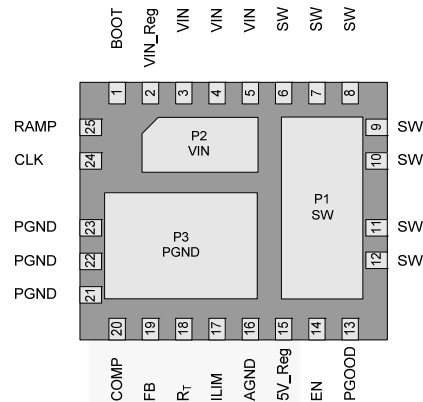 BOOT
VIN_Reg
VIN
VIN
VIN
SW
SW
SW
1
2
3
4
5
6
7
8
RAMP
25
P2
VIN
9
SW
CLK
24
10
SW
P1
SW
PGND
23
P3
PGND
11
SW
PGND
22
12
SW
PGND
21
20
19
18
17
16
15
14
13
COMP
FB
RT
ILIM
AGND
5V_Reg
EN
PGOOD